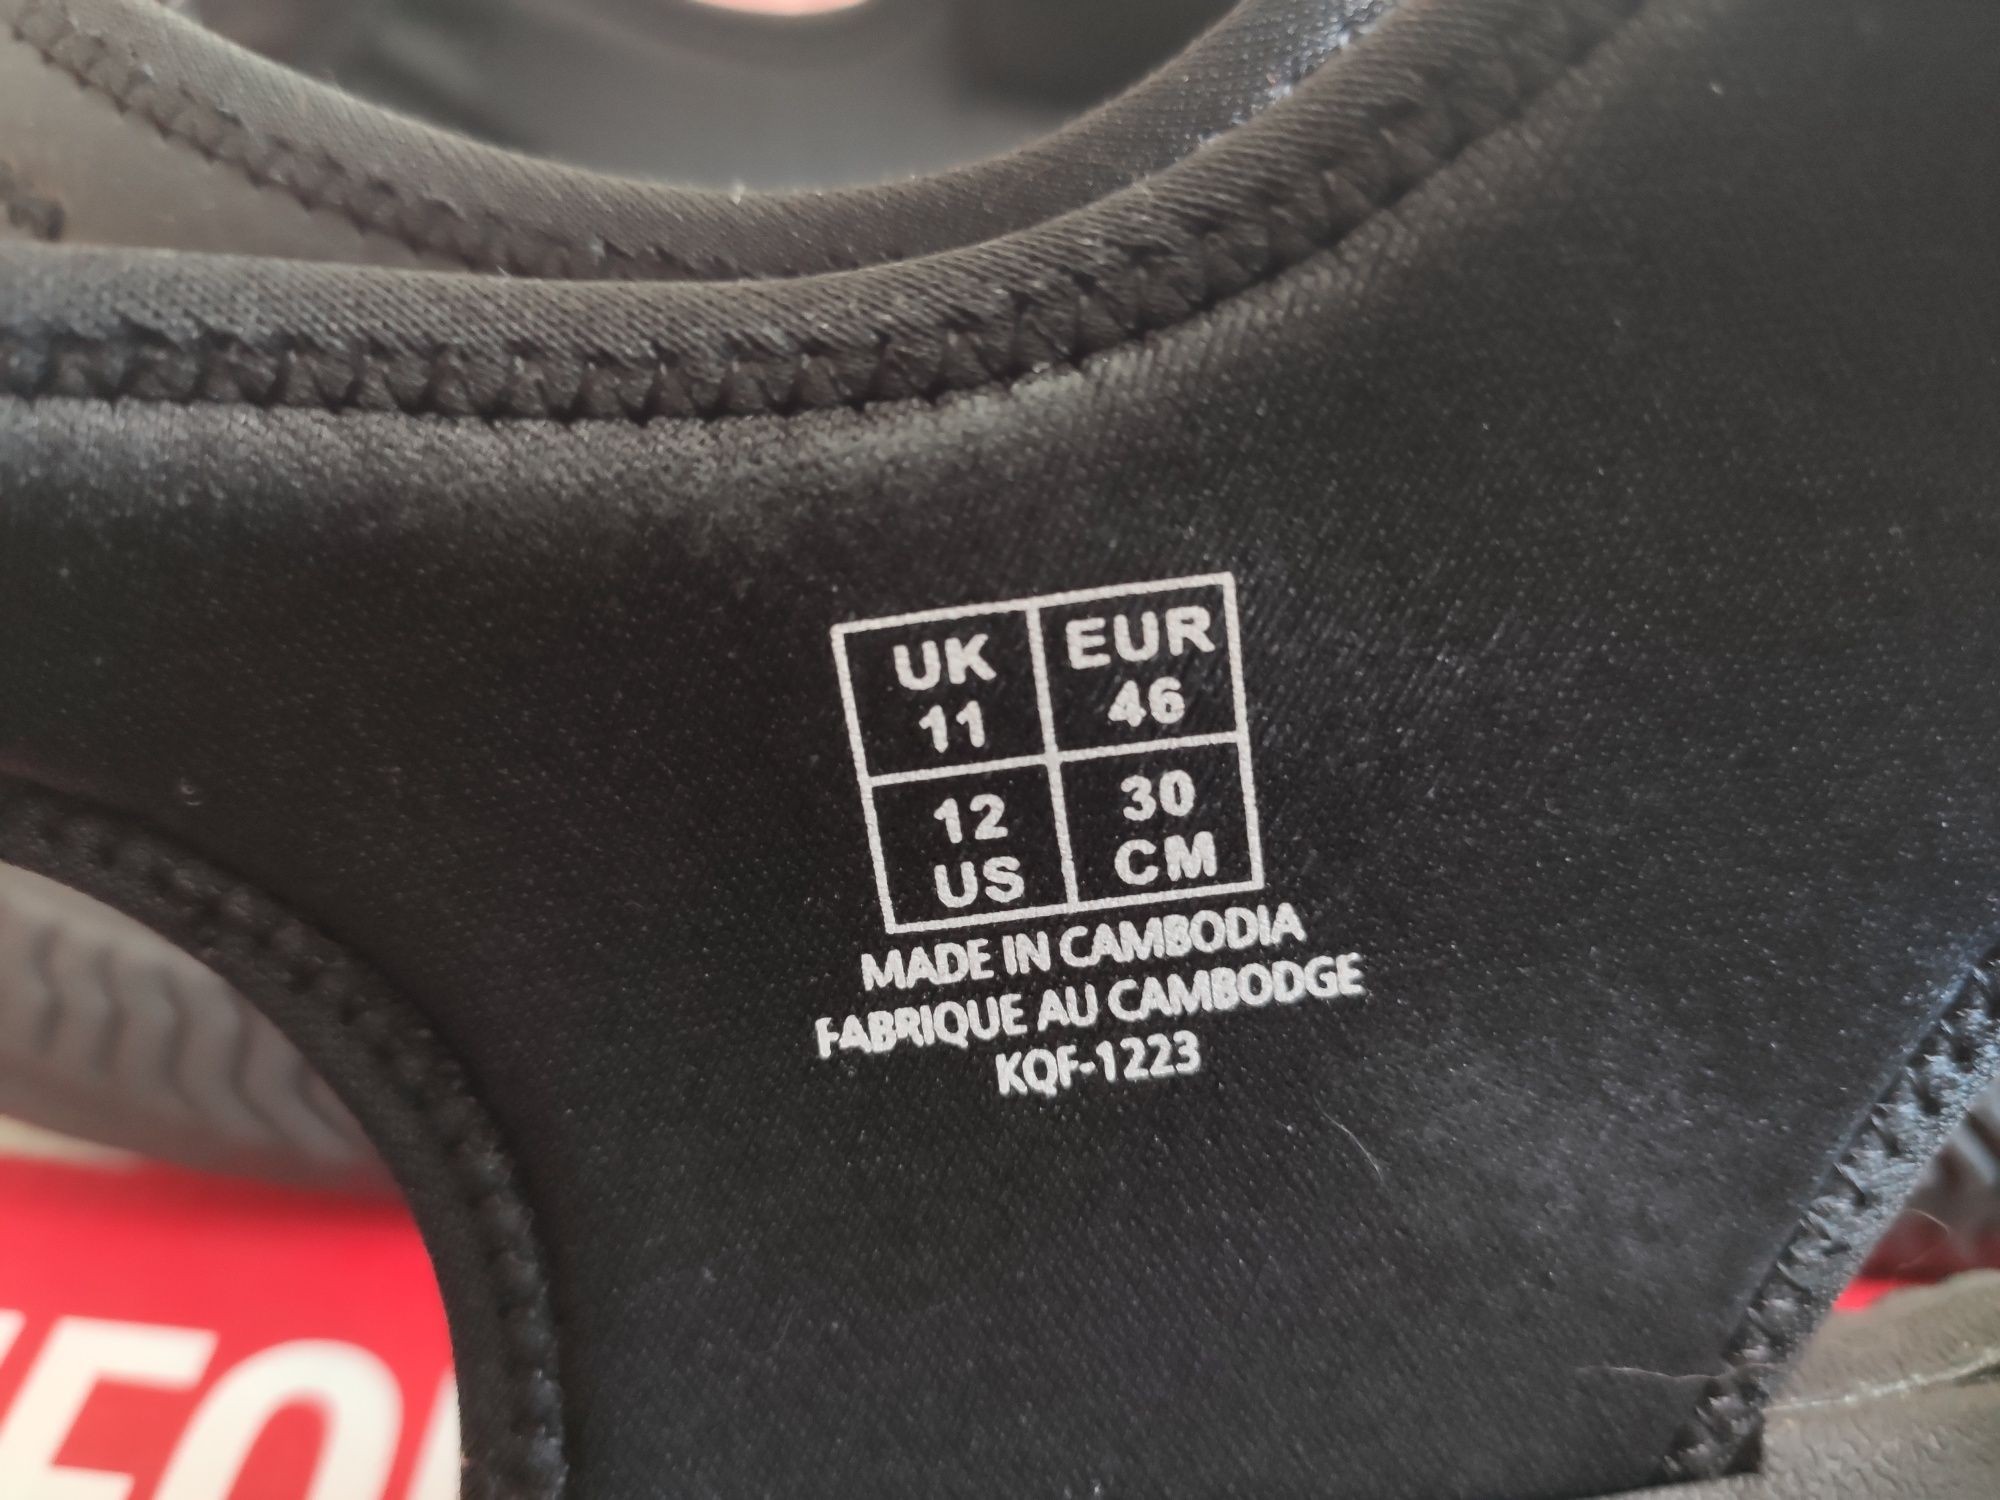 UK EUR
11 46
12 30
US CM
MADE IN CAMBODIA
FABRIQUE AU CAMBODGE
KQF-1223